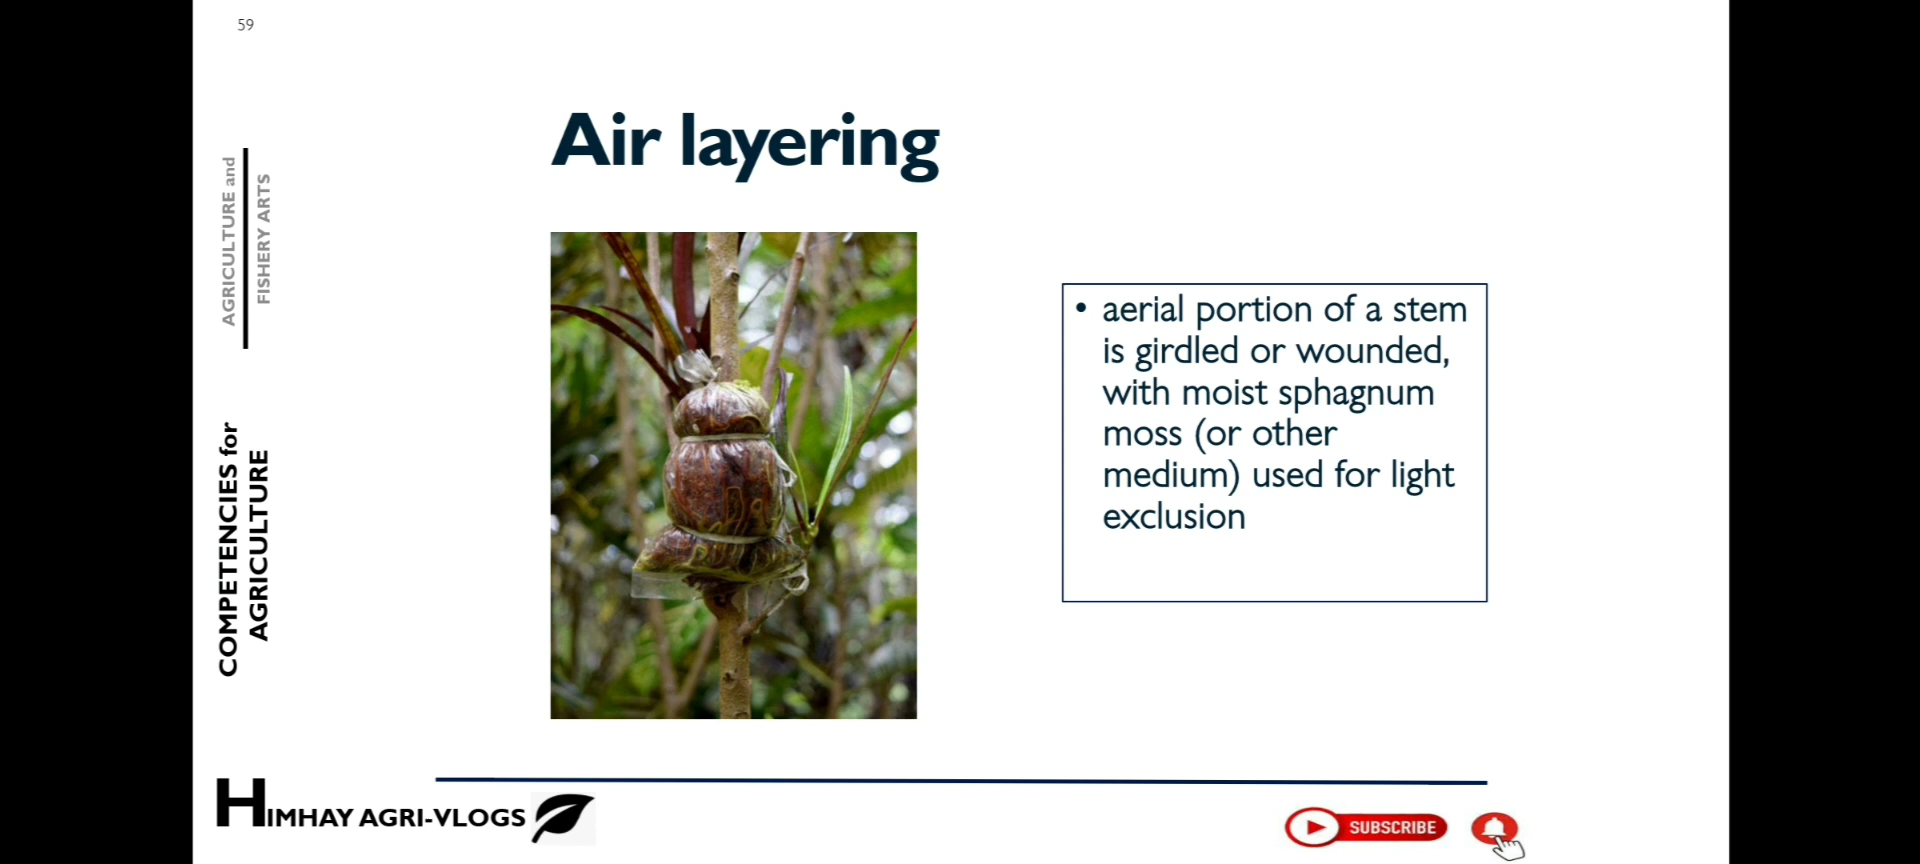 59
Air layering
AGRICULTURE and
FISHERY ARTS
COMPETENCIES for
AGRICULTURE
• aerial portion of a stem
is girdled or wounded,
with moist sphagnum
moss (or other
medium) used for light
exclusion
HIMHAY AGRI-VLOGS
SUBSCRIBE